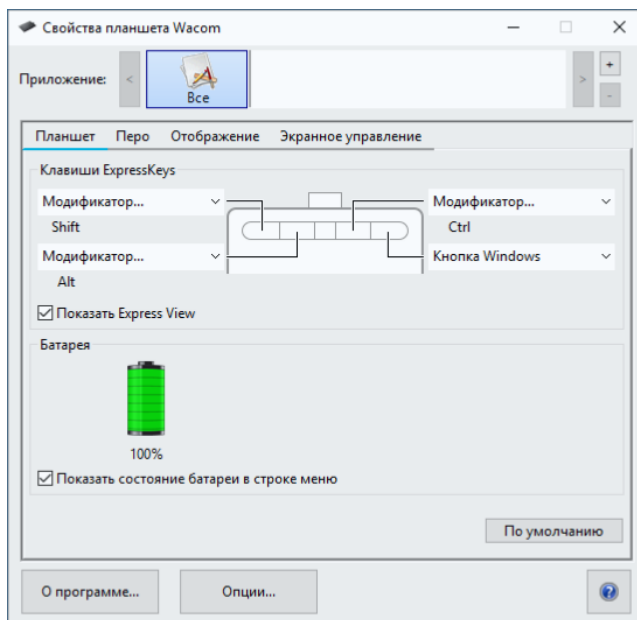 Свойства планшета Wacom
Приложение:
<
Все
>
+
-
Планшет Перо Отображение Экранное управление
Клавиши ExpressKeys
Модификатор... Модификатор...
Shift Ctrl
Модификатор... Кнопка Windows
Alt
Показать Express View
Батарея
100%
Показать состояние батареи в строке меню
По умолчанию
О программе... Опции... ?